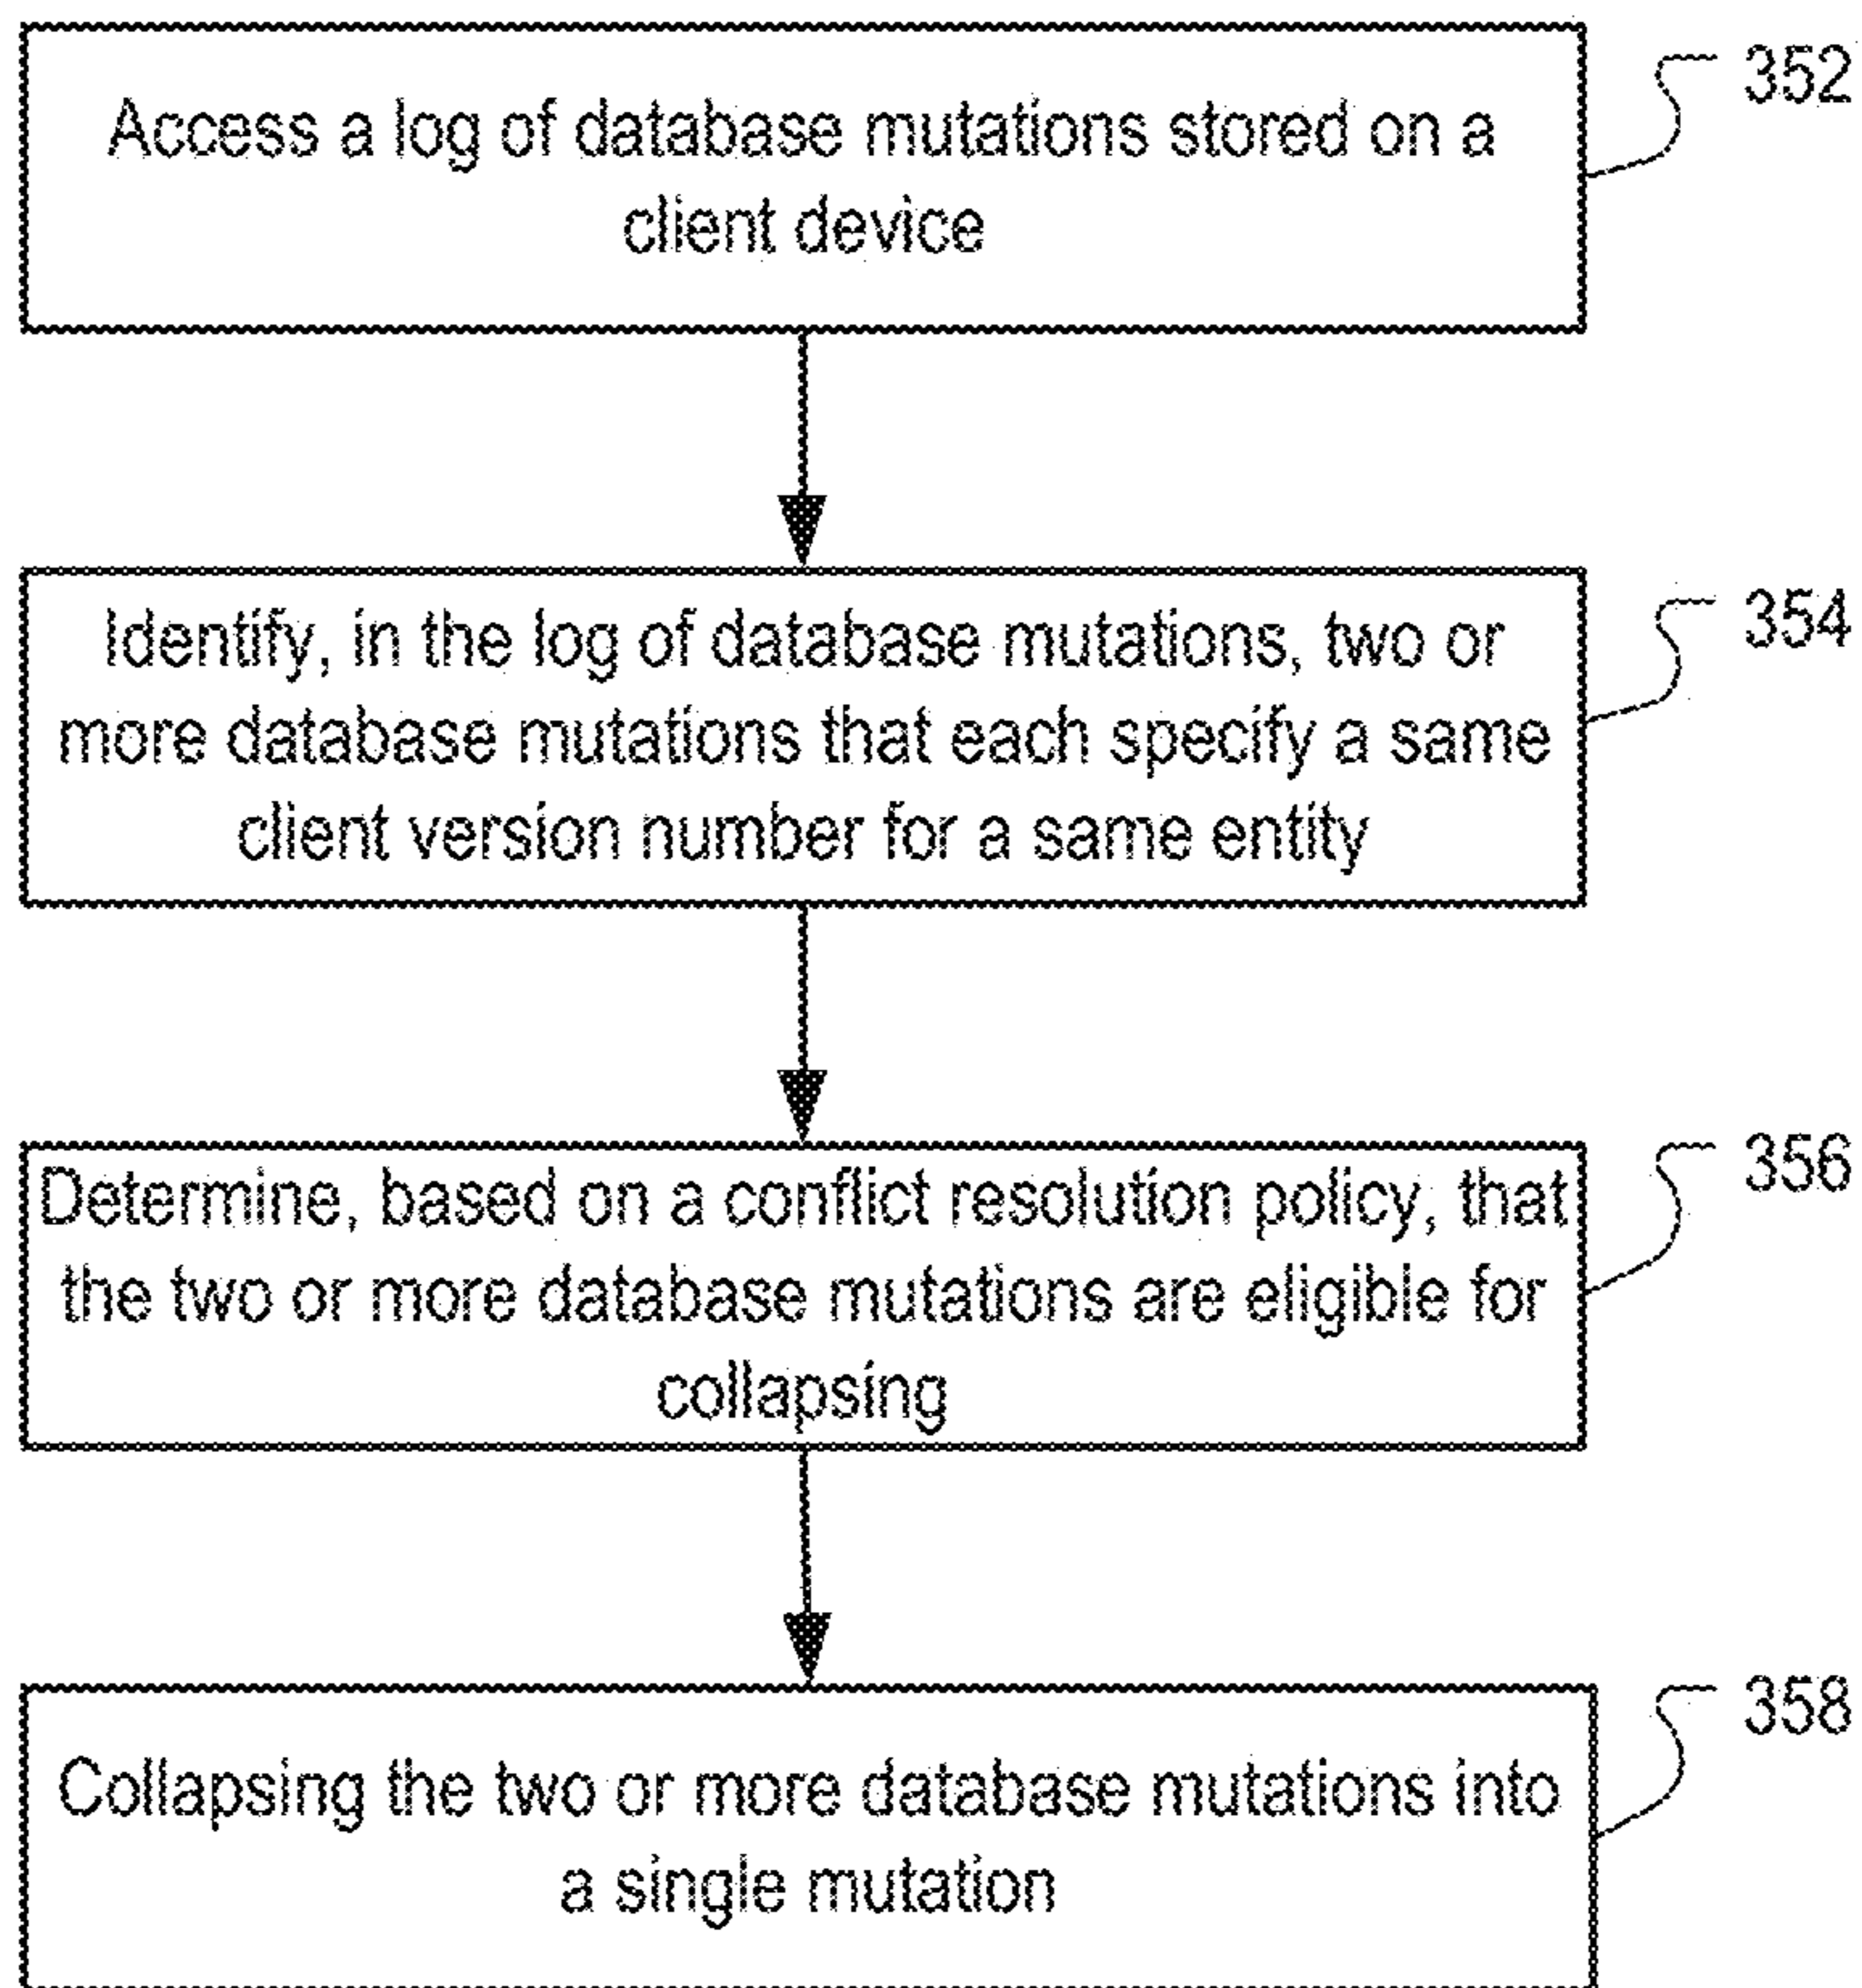 Access a log of database mutations stored on a
client device
352
Identify, in the log of database mutations, two or
more database mutations that each specify a same
client version number for a same entity
354
Determine, based on a conflict resolution policy, that
the two or more database mutations are eligible for
collapsing
356
Collapsing the two or more database mutations into
a single mutation
358